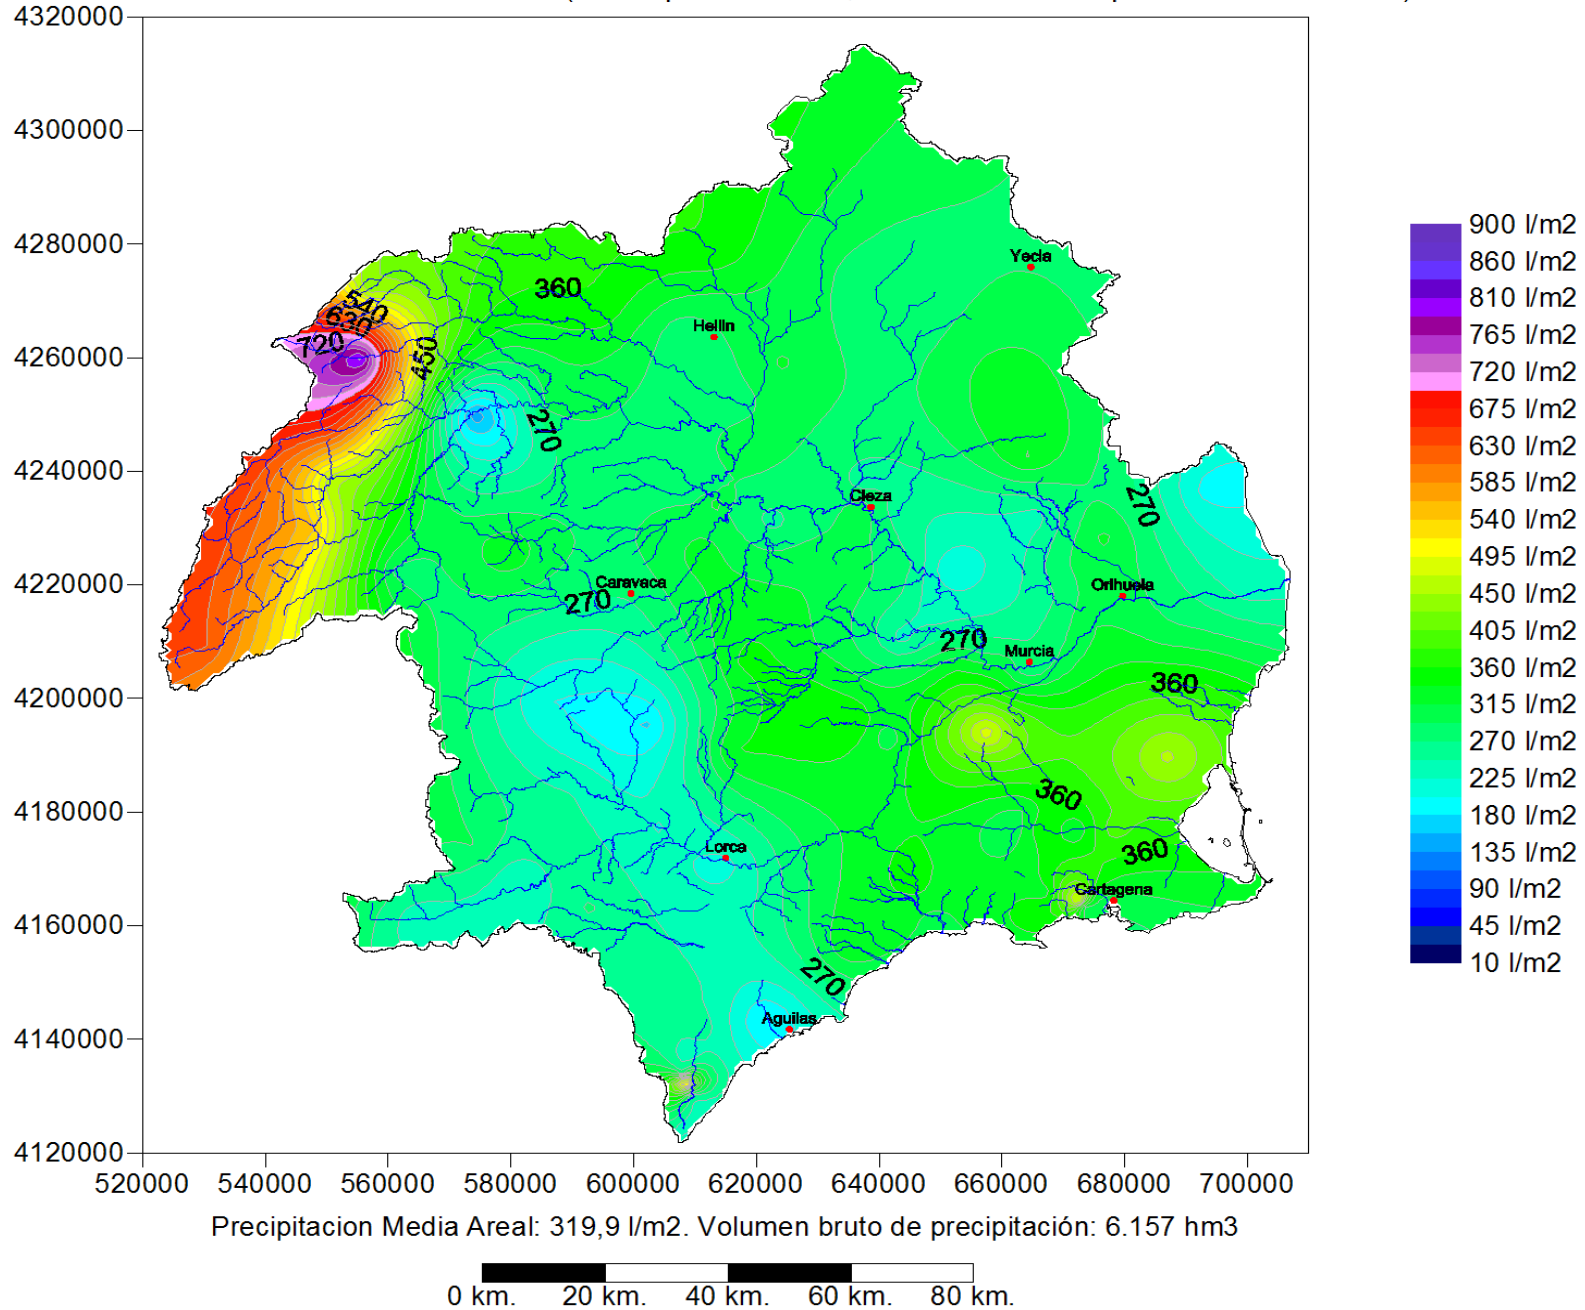 4320000
4300000
4280000
4260000
4240000
4220000
4200000
4180000
4160000
4140000
4120000
520000 540000 560000 580000 600000 620000 640000 660000 680000 700000
Yecla
360
540
630
720
450
Hellin
270
Cieza
270
Caravaca
270
Orihuela
270
Murcia
360
360
360
Lorca
Cartagena
270
Aguilas
900 l/m2
860 l/m2
810 l/m2
765 l/m2
720 l/m2
675 l/m2
630 l/m2
585 l/m2
540 l/m2
495 l/m2
450 l/m2
405 l/m2
360 l/m2
315 l/m2
270 l/m2
225 l/m2
180 l/m2
135 l/m2
90 l/m2
45 l/m2
10 l/m2
Precipitacion Media Areal: 319,9 l/m2. Volumen bruto de precipitación: 6.157 hm3
0 km. 20 km. 40 km. 60 km. 80 km.